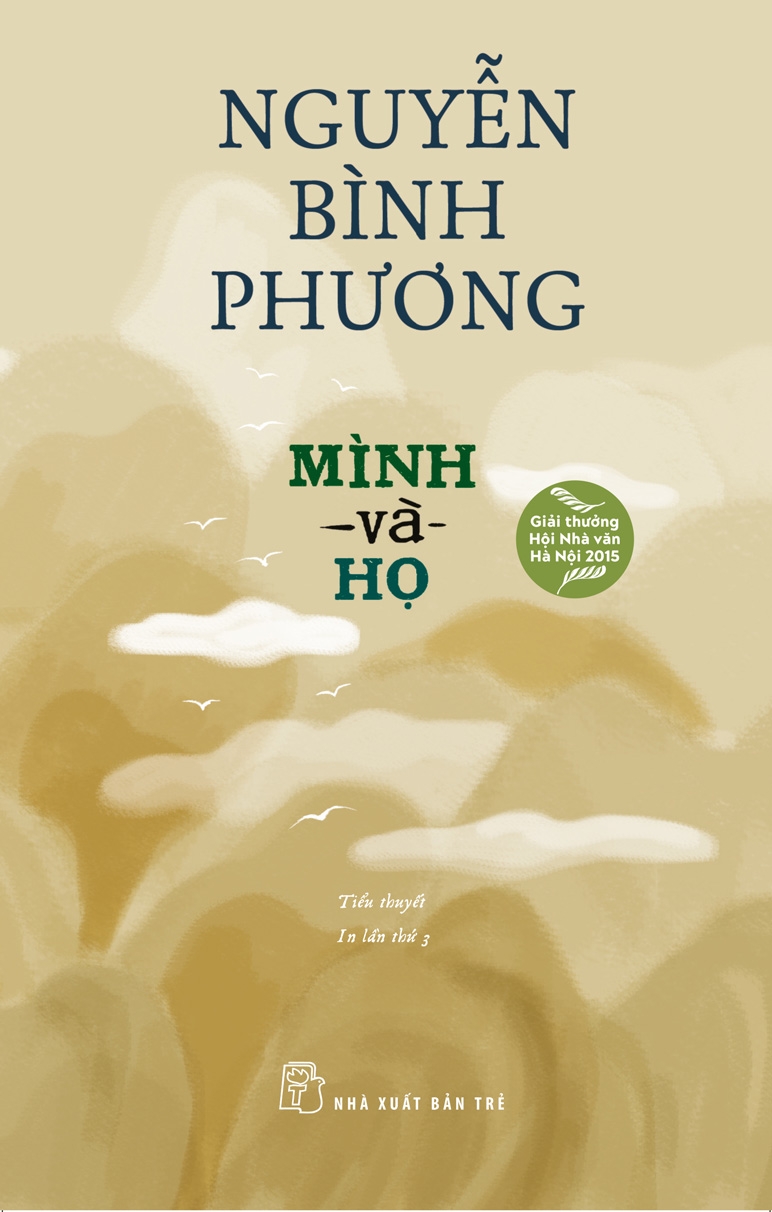 NGUYỄN
BÌNH
PHƯƠNG
MÌNH
và
HỌ
Giải thưởng
Hội Nhà văn
Hà Nội 2015
Tiểu thuyết
In lần thứ 3
T
NHÀ XUẤT BẢN TRẺ